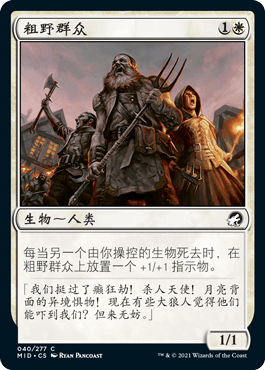 粗野群众 1
生物～人类
每当另一个由你操控的生物死去时，在
粗野群众上放置一个 +1/+1 指示物。
「我们挺过了癫狂劫！杀人天使！月亮背
面的异境惧物！现在有些大狼人觉得他们
能吓到我们？但来无妨。」
1/1
040/277 C
MID • CS RYAN PANCOAST
™ & © 2021 Wizards of the Coast